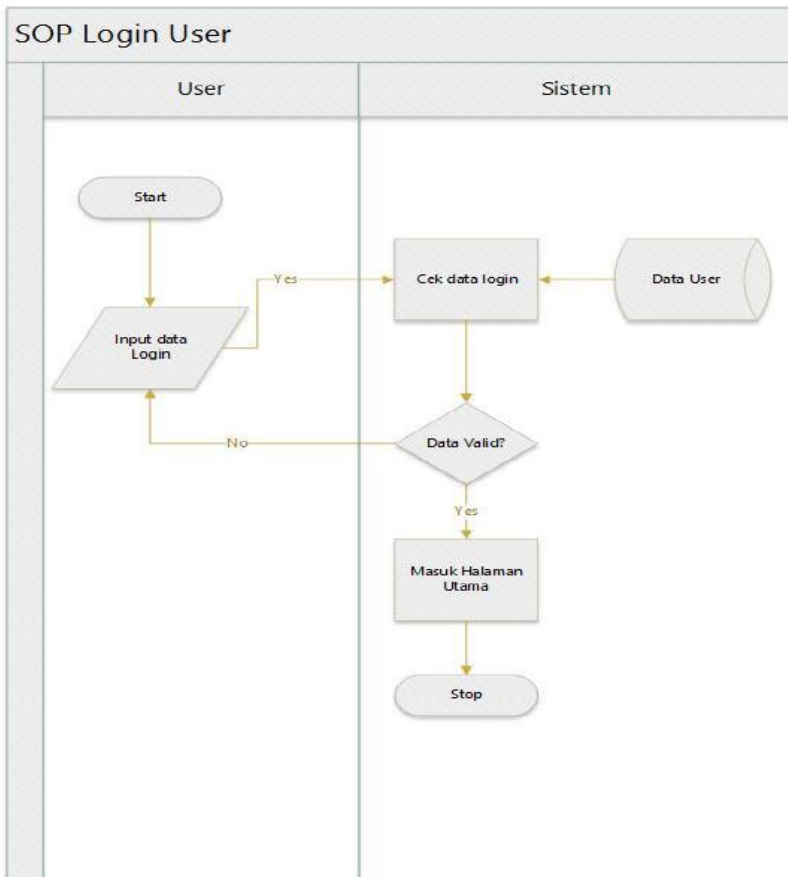 SOP Login User
User
Sistem
Start
Yes
Cek data login
Data User
Input data
Login
No
Data Valid?
Yes
Masuk Halaman
Utama
Stop